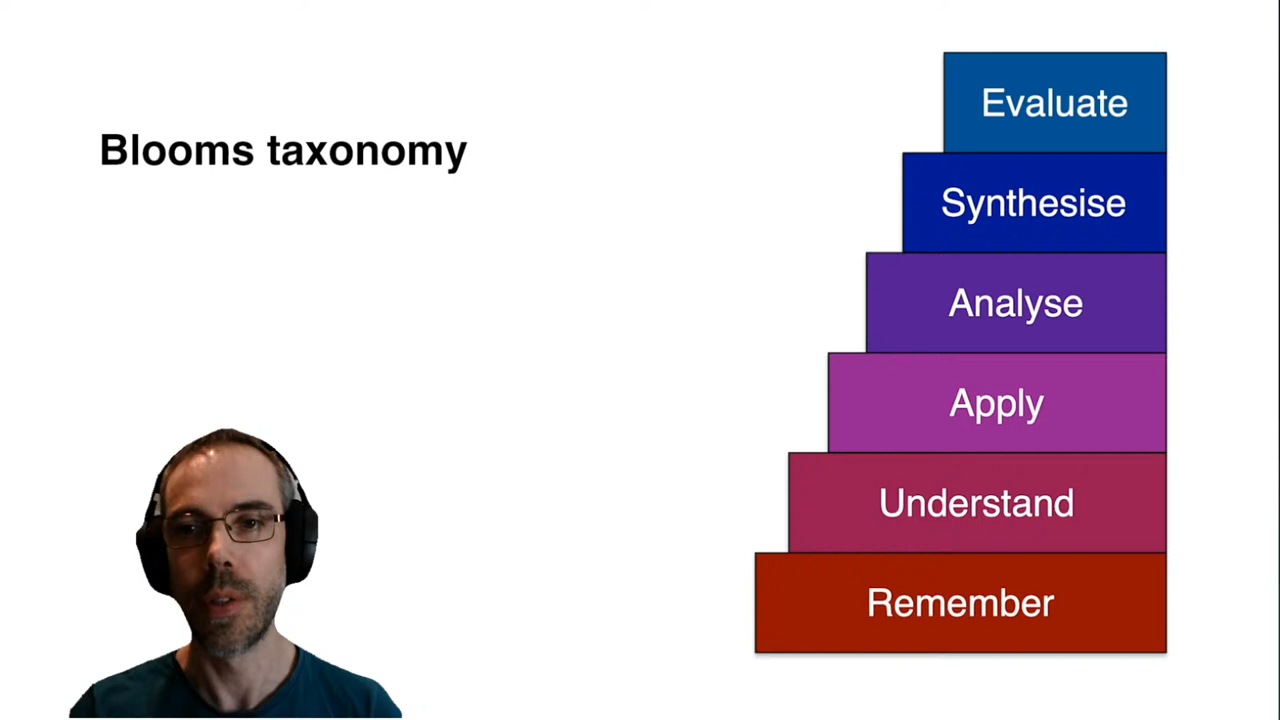 Blooms taxonomy
Evaluate
Synthesise
Analyse
Apply
Understand
Remember